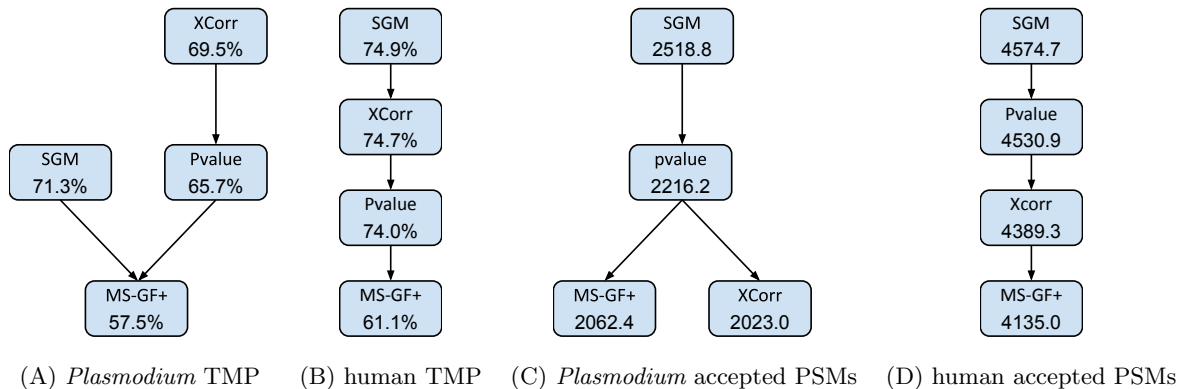 XCorr
69.5%
SGM
71.3%
Pvalue
65.7%
MS-GF+
57.5%
(A) Plasmodium TMP
SGM
74.9%
XCorr
74.7%
Pvalue
74.0%
MS-GF+
61.1%
(B) human TMP
SGM
2518.8
pvalue
2216.2
MS-GF+
2062.4
XCorr
2023.0
(C) Plasmodium accepted PSMs
SGM
4574.7
Pvalue
4530.9
Xcorr
4389.3
MS-GF+
4135.0
(D) human accepted PSMs